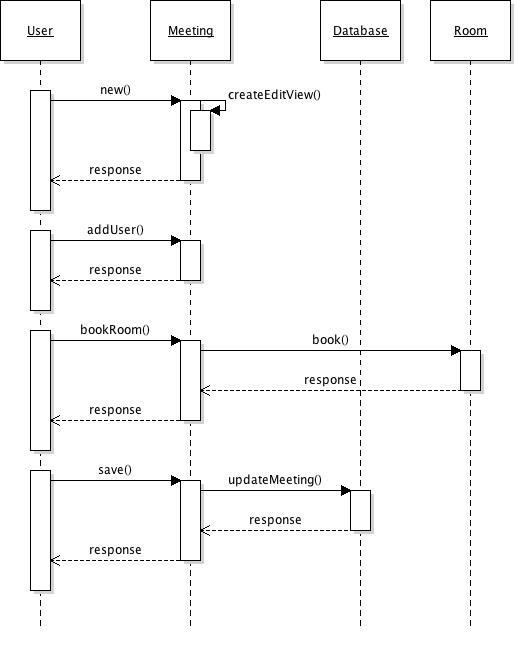 User
Meeting
Database
Room
new()
createEditView()
response
addUser()
response
bookRoom()
book()
response
response
save()
updateMeeting()
response
response